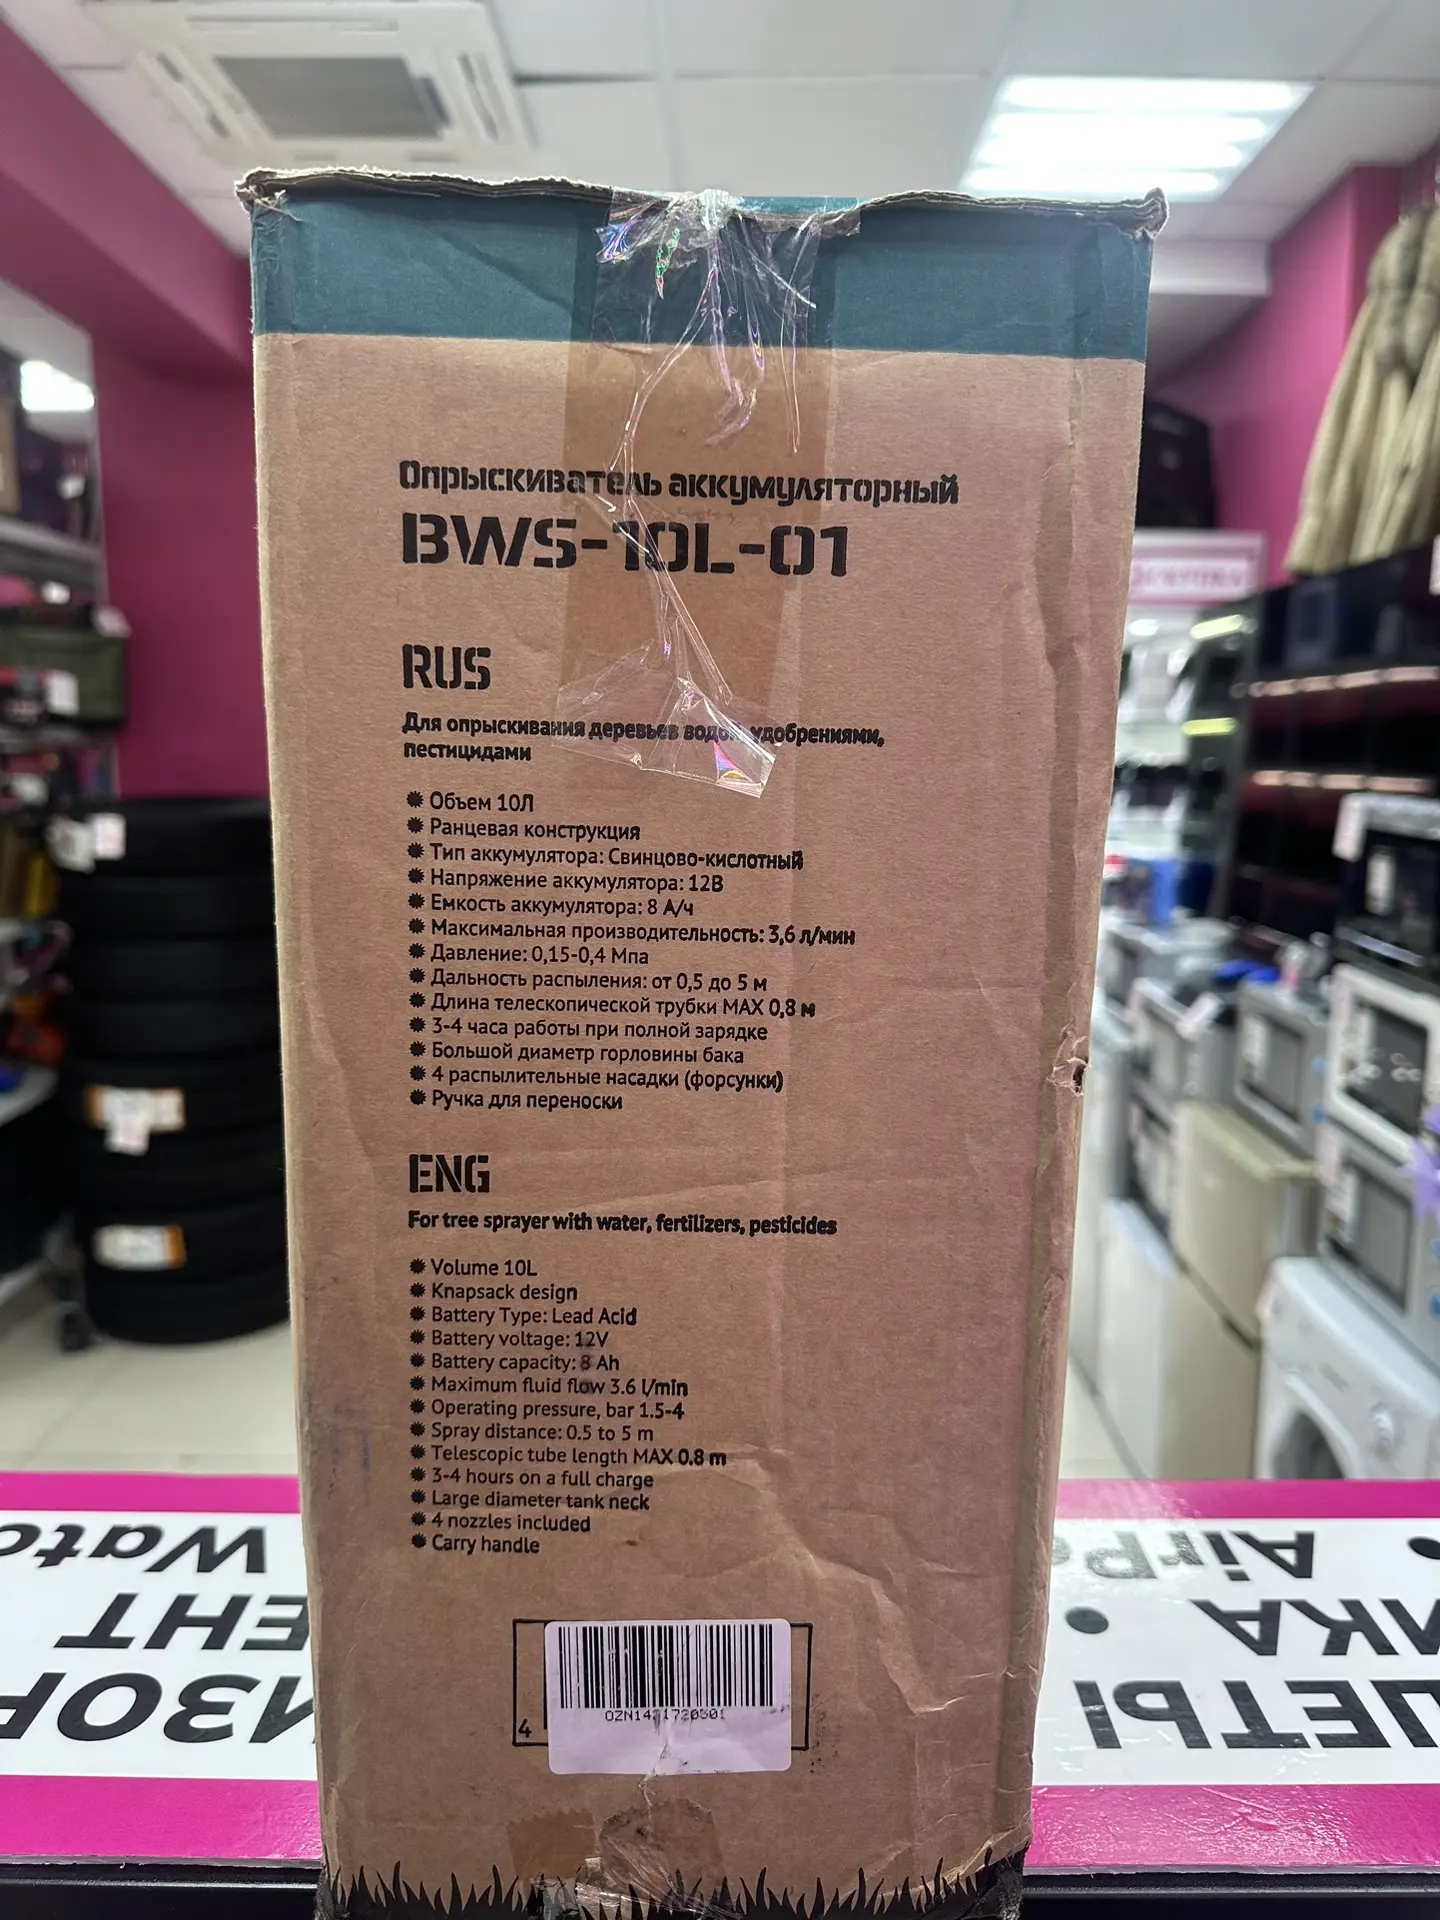 Опрыскиватель аккумуляторный
BWS-10L-01
RUS
Для опрыскивания деревьев водой, удобрениями,
пестицидами
Объем 10Л
Ранцевая конструкция
Тип аккумулятора: Свинцово-кислотный
Напряжение аккумулятора: 12В
Емкость аккумулятора: 8 А/ч
Максимальная производительность: 3,6 л/мин
Давление: 0,15-0,4 Мпа
Дальность распыления: от 0,5 до 5 м
Длина телескопической трубки MAX 0,8 м
3-4 часа работы при полной зарядке
Большой диаметр горловины бака
4 распылительные насадки (форсунки)
Ручка для переноски
ENG
For tree sprayer with water, fertilizers, pesticides
Volume 10L
Knapsack design
Battery Type: Lead Acid
Battery voltage: 12V
Battery capacity: 8 Ah
Maximum fluid flow 3.6 l/min
Operating pressure, bar 1.5-4
Spray distance: 0.5 to 5 m
Telescopic tube length MAX 0.8 m
3-4 hours on a full charge
Large diameter tank neck
4 nozzles included
Carry handle
4